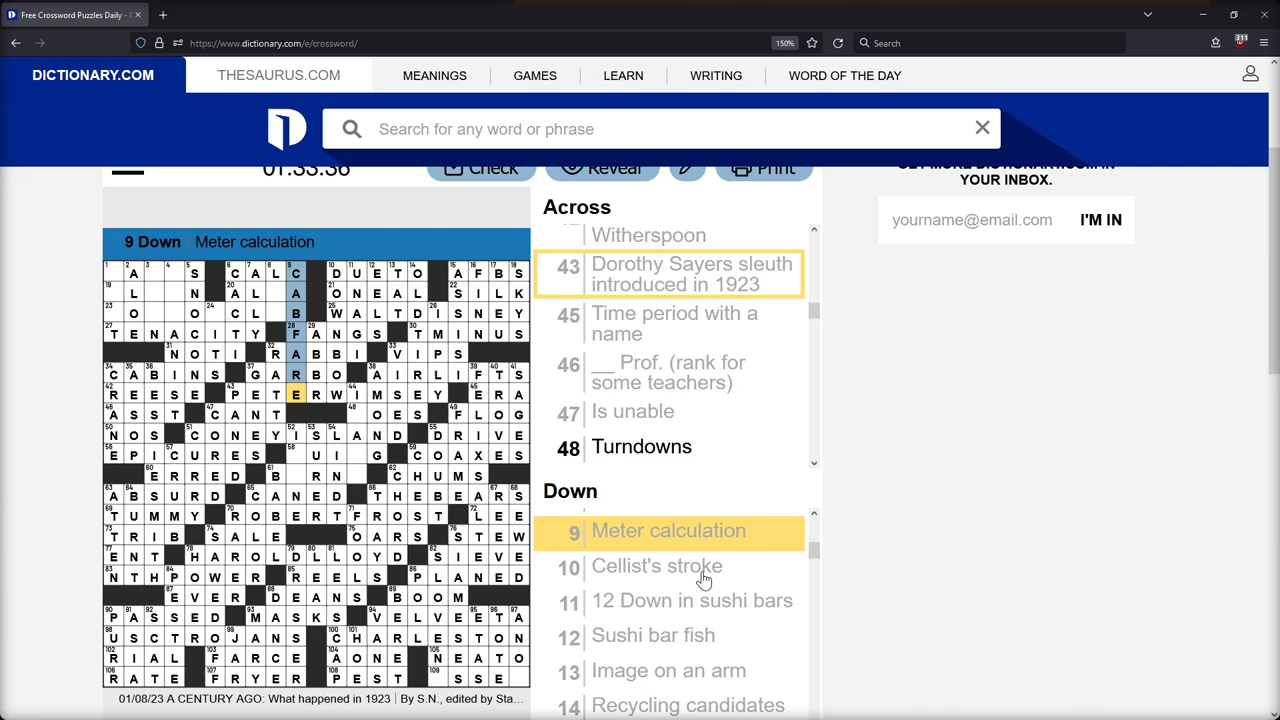 Free Crossword Puzzles Daily - D
https://www.dictionary.com/e/crossword/
150%
Search
311
DICTIONARY.COM
THESAURUS.COM
MEANINGS
GAMES
LEARN
WRITING
WORD OF THE DAY
Search for any word or phrase
01:33:36
Check
Reveal
Print
YOUR INBOX.
yourname@email.com
I'M IN
9 Down Meter calculation
Across
Witherspoon
43 Dorothy Sayers sleuth
introduced in 1923
45 Time period with a
name
46 __ Prof. (rank for
some teachers)
47 Is unable
48 Turndowns
Down
9 Meter calculation
10 Cellist's stroke
11 12 Down in sushi bars
12 Sushi bar fish
13 Image on an arm
14 Recycling candidates
A S C A L C D U E T O A F B S
L N A L A O N E A L S I L K
O O C L B W A L T D I S N E Y
T E N A C I T Y F A N G S T M I N U S
N O T I R A B B I V I P S
C A B I N S G A R B O A I R L I F T S
R E E S E P E T E R W I M S E Y E R A
A S S T C A N T O E S F L O G
N O S C O N E Y I S L A N D D R I V E
E P I C U R E S U I G C O A X E S
E R R E D B R N C H U M S
A B S U R D C A N E D T H E B E A R S
T U M M Y R O B E R T F R O S T L E E
T R I B S A L E O A R S S T E W
E N T H A R O L D L L O Y D S I E V E
N T H P O W E R R E E L S P L A N E D
E V E R D E A N S B O O M
P A S S E D M A S K S V E L V E E T A
U S C T R O J A N S C H A R L E S T O N
R I A L F A R C E A O N E N E A T O
R A T E F R Y E R P E S T S S E
01/08/23 A CENTURY AGO: What happened in 1923 | By S.N., edited by Sta...